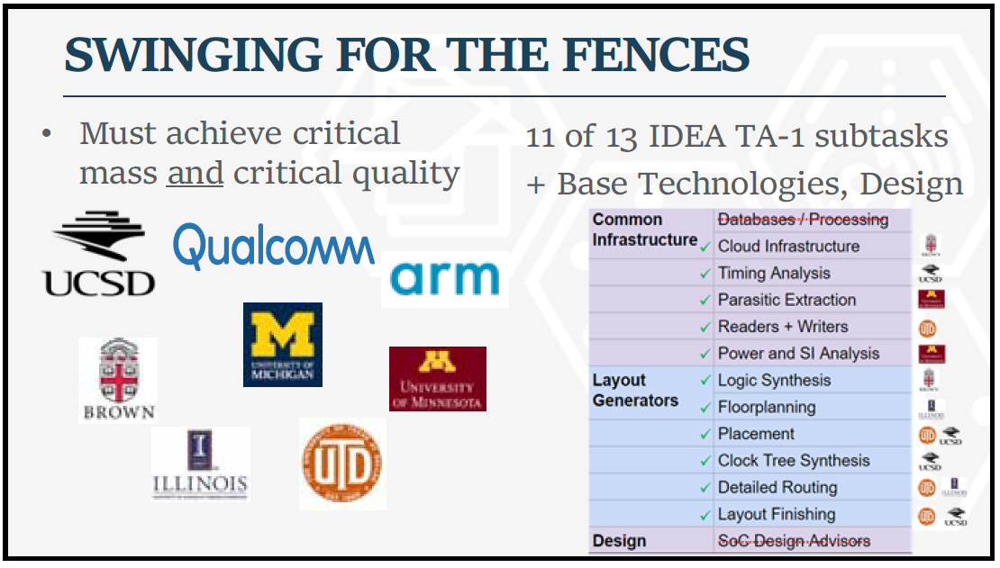 SWINGING FOR THE FENCES
• Must achieve critical
mass and critical quality
11 of 13 IDEA TA-1 subtasks
+ Base Technologies, Design
UCSD
Qualcomm
arm
M
UNIVERSITY OF
MICHIGAN
BROWN
M
UNIVERSITY
OF MINNESOTA
I
ILLINOIS
UTD
Common
Infrastructure
Databases / Processing
✓ Cloud Infrastructure
BROWN
✓ Timing Analysis
UCSD
✓ Parasitic Extraction
✓ Readers + Writers
UTD
✓ Power and SI Analysis
Layout
Generators
✓ Logic Synthesis
BROWN
✓ Floorplanning
ILLINOIS
✓ Placement
UTD UCSD
✓ Clock Tree Synthesis
UCSD
✓ Detailed Routing
UTD ILLINOIS
✓ Layout Finishing
UTD UCSD
Design
SoC Design Advisors